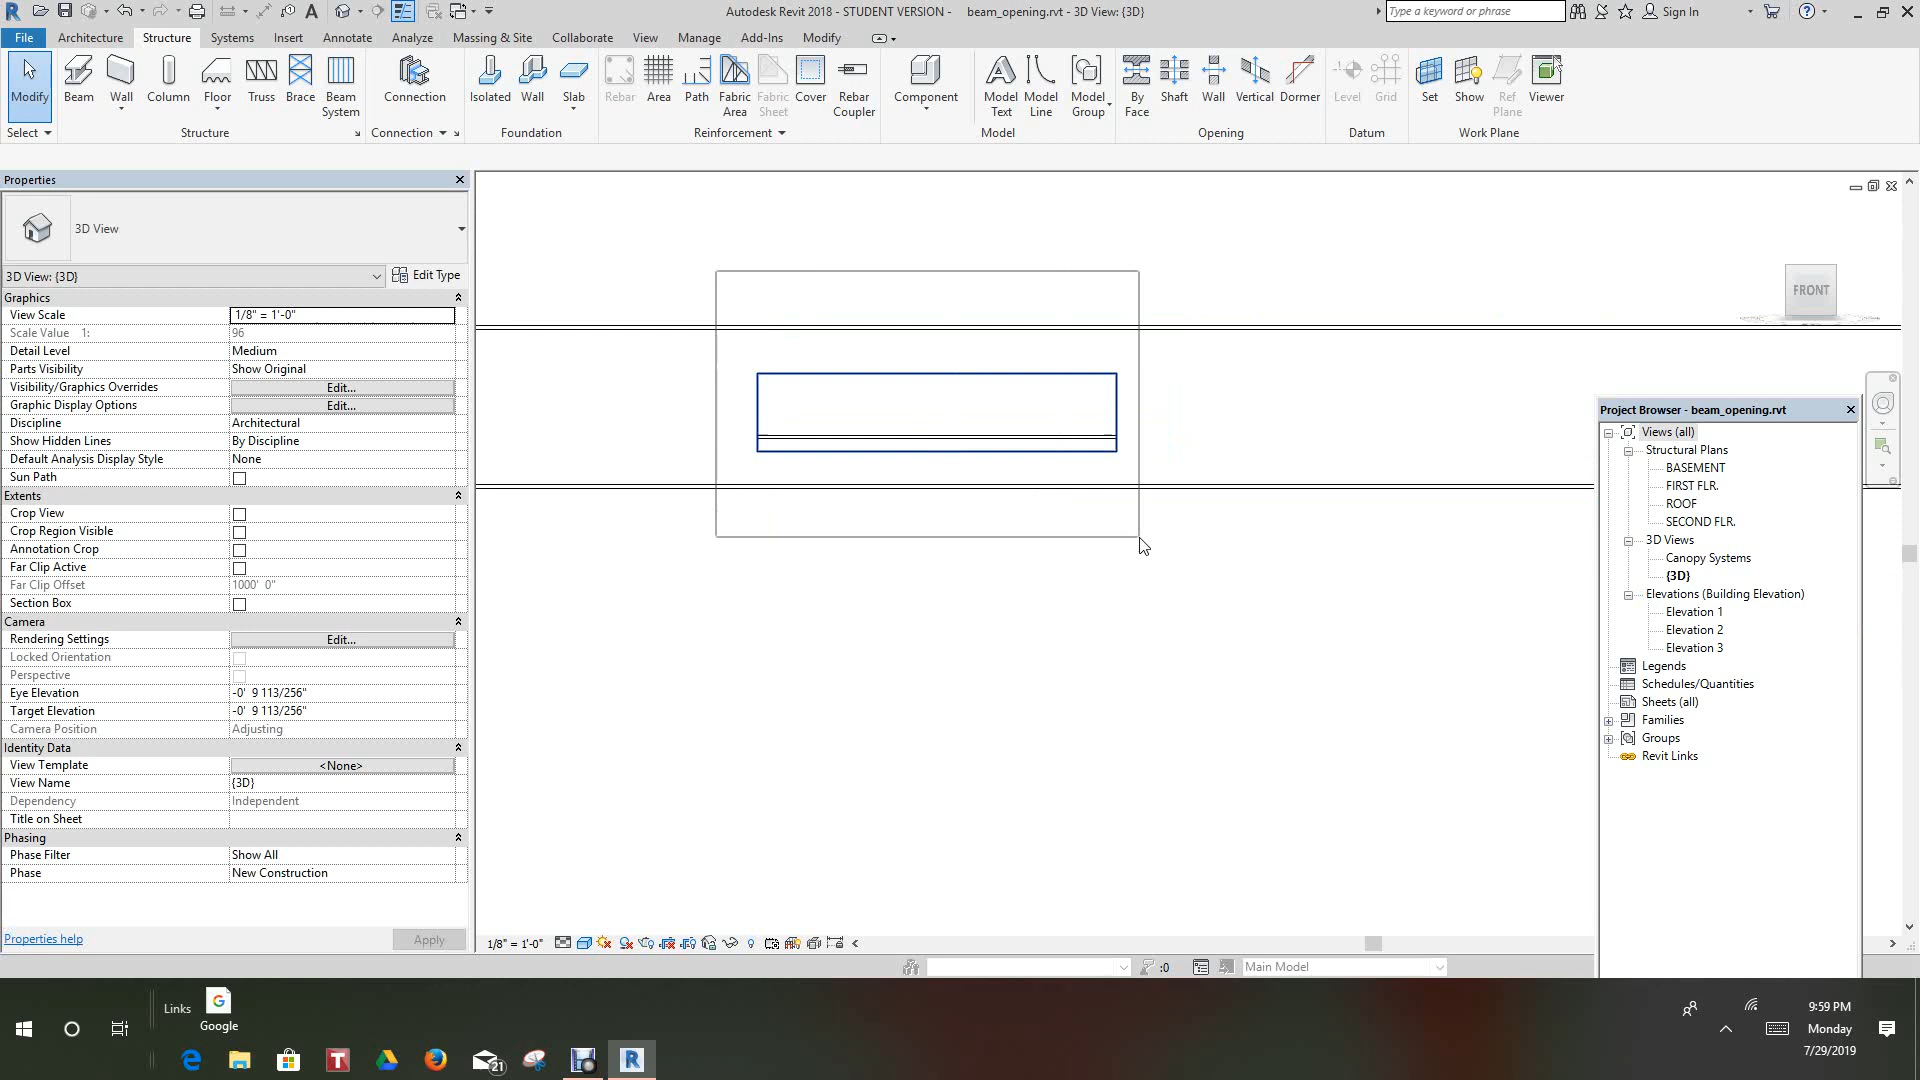 Autodesk Revit 2018 - STUDENT VERSION -    beam_opening.rvt - 3D View: {3D}
Type a keyword or phrase
Sign In
File Architecture Structure Systems Insert Annotate Analyze Massing & Site Collaborate View Manage Add-Ins Modify
Modify Beam Wall Column Floor Truss Brace Beam System Connection Isolated Wall Slab Rebar Area Path Fabric Area Fabric Sheet Cover Rebar Coupler Component Model Text Model Line Model Group By Face Shaft Wall Vertical Dormer Level Grid Set Show Ref Plane Viewer
Select Structure Connection Foundation Reinforcement Model Opening Datum Work Plane
Properties
3D View
3D View: {3D} Edit Type
Graphics
View Scale 1/8" = 1'-0"
Scale Value 1: 96
Detail Level Medium
Parts Visibility Show Original
Visibility/Graphics Overrides Edit...
Graphic Display Options Edit...
Discipline Architectural
Show Hidden Lines By Discipline
Default Analysis Display Style None
Sun Path
Extents
Crop View
Crop Region Visible
Annotation Crop
Far Clip Active
Far Clip Offset 1000' 0"
Section Box
Camera
Rendering Settings Edit...
Locked Orientation
Perspective
Eye Elevation -0' 9 113/256"
Target Elevation -0' 9 113/256"
Camera Position Adjusting
Identity Data
View Template <None>
View Name {3D}
Dependency Independent
Title on Sheet
Phasing
Phase Filter Show All
Phase New Construction
Properties help Apply
FRONT
Project Browser - beam_opening.rvt
Views (all)
Structural Plans
BASEMENT
FIRST FLR.
ROOF
SECOND FLR.
3D Views
Canopy Systems
{3D}
Elevations (Building Elevation)
Elevation 1
Elevation 2
Elevation 3
Legends
Schedules/Quantities
Sheets (all)
Families
Groups
Revit Links
1/8" = 1'-0"
:0 Main Model
Links
Google
21
9:59 PM
Monday
7/29/2019